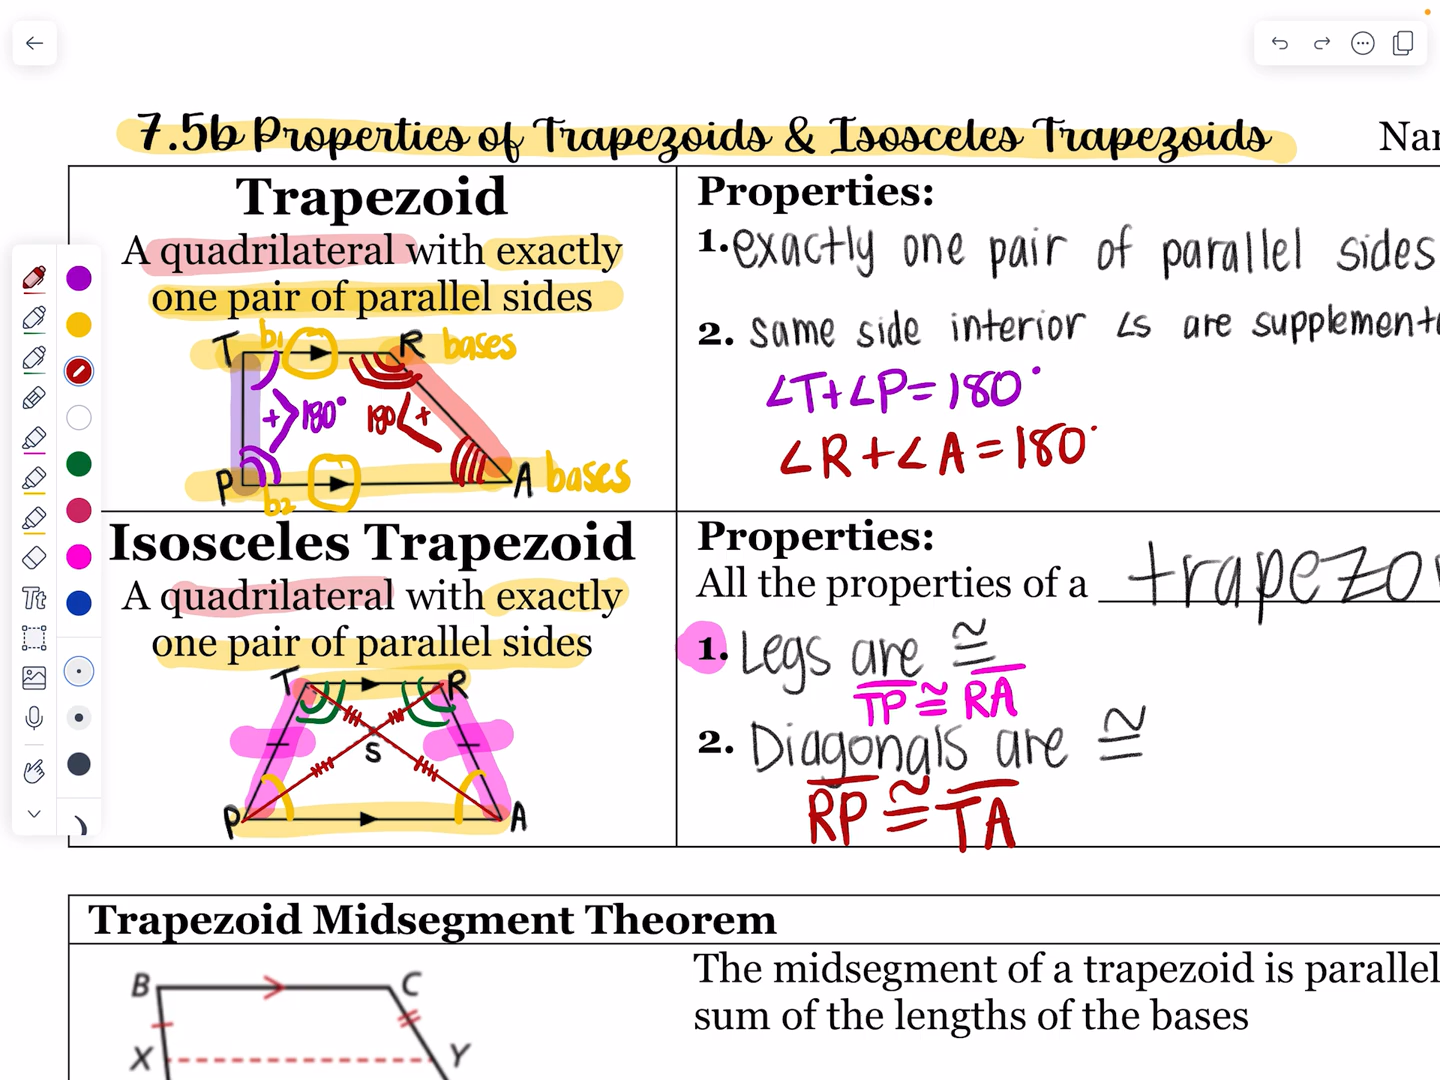 7.5b Properties of Trapezoids & Isosceles Trapezoids
Nar
Trapezoid
A quadrilateral with exactly
one pair of parallel sides
T b1 R bases
+ 180° 180 +
P b2 A bases
Properties:
1. exactly one pair of parallel sides
2. same side interior ∠s are supplement
∠T+∠P=180°
∠R+∠A=180°
Isosceles Trapezoid
A quadrilateral with exactly
one pair of parallel sides
T R
S
P A
Properties:
All the properties of a trapezo
1. Legs are ≅
TP ≅ RA
2. Diagonals are ≅
RP ≅ TA
Trapezoid Midsegment Theorem
B C
X Y
The midsegment of a trapezoid is parallel
sum of the lengths of the bases
Tt